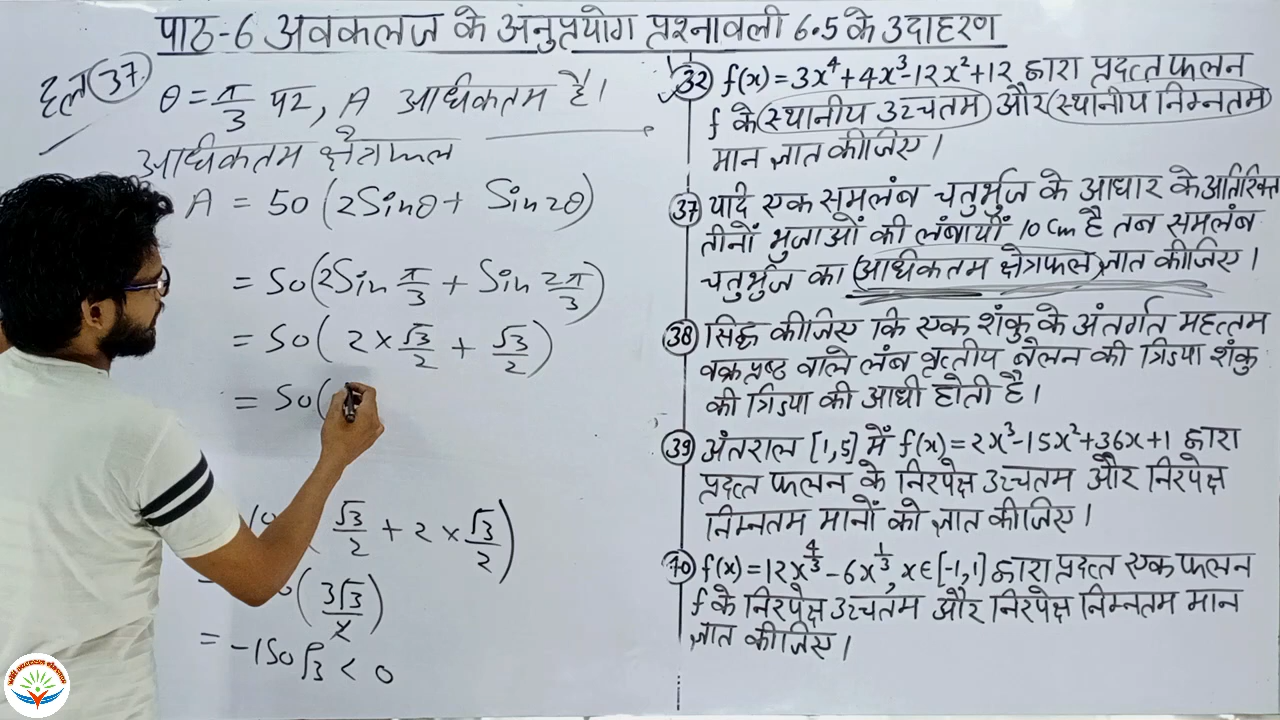 पाठ-6 अवकलज के अनुप्रयोग प्रश्नावली 6.5 के उदाहरण
हल (37)
θ = π/3 पर, A अधिकतम है।
अधिकतम क्षेत्रफल
A = 50 (2Sinθ + Sin2θ)
= 50(2Sin π/3 + Sin 2π/3)
= 50 ( 2 × √3/2 + √3/2 )
= 50(
√3/2 + 2 × √3/2 )
( 3√3/2 )
= -150√3 < 0
(32) f(x) = 3x⁴+4x³-12x²+12 द्वारा प्रदत्त फलन
f के (स्थानीय उच्चतम) और (स्थानीय निम्नतम)
मान ज्ञात कीजिए।
(37) यदि एक समलंब चतुर्भुज के आधार के अतिरिक्त
तीनों भुजाओं की लंबायीं 10 Cm है तब समलंब
चतुर्भुज का (अधिकतम क्षेत्रफल) ज्ञात कीजिए।
(38) सिद्ध कीजिए कि एक शंकु के अंतर्गत महत्तम
वक्रपृष्ठ वाले लंब वृत्तीय बेलन की त्रिज्या शंकु
की त्रिज्या की आधी होती है।
(39) अंतराल [1,5] में f(x) = 2x³-15x²+36x+1 द्वारा
प्रदत्त फलन के निरपेक्ष उच्चतम और निरपेक्ष
निम्नतम मानों को ज्ञात कीजिए।
(40) f(x) = 12x^4/3 - 6x^1/3, x ∈ [-1,1] द्वारा प्रदत्त एक फलन
f के निरपेक्ष उच्चतम और निरपेक्ष निम्नतम मान
ज्ञात कीजिए।